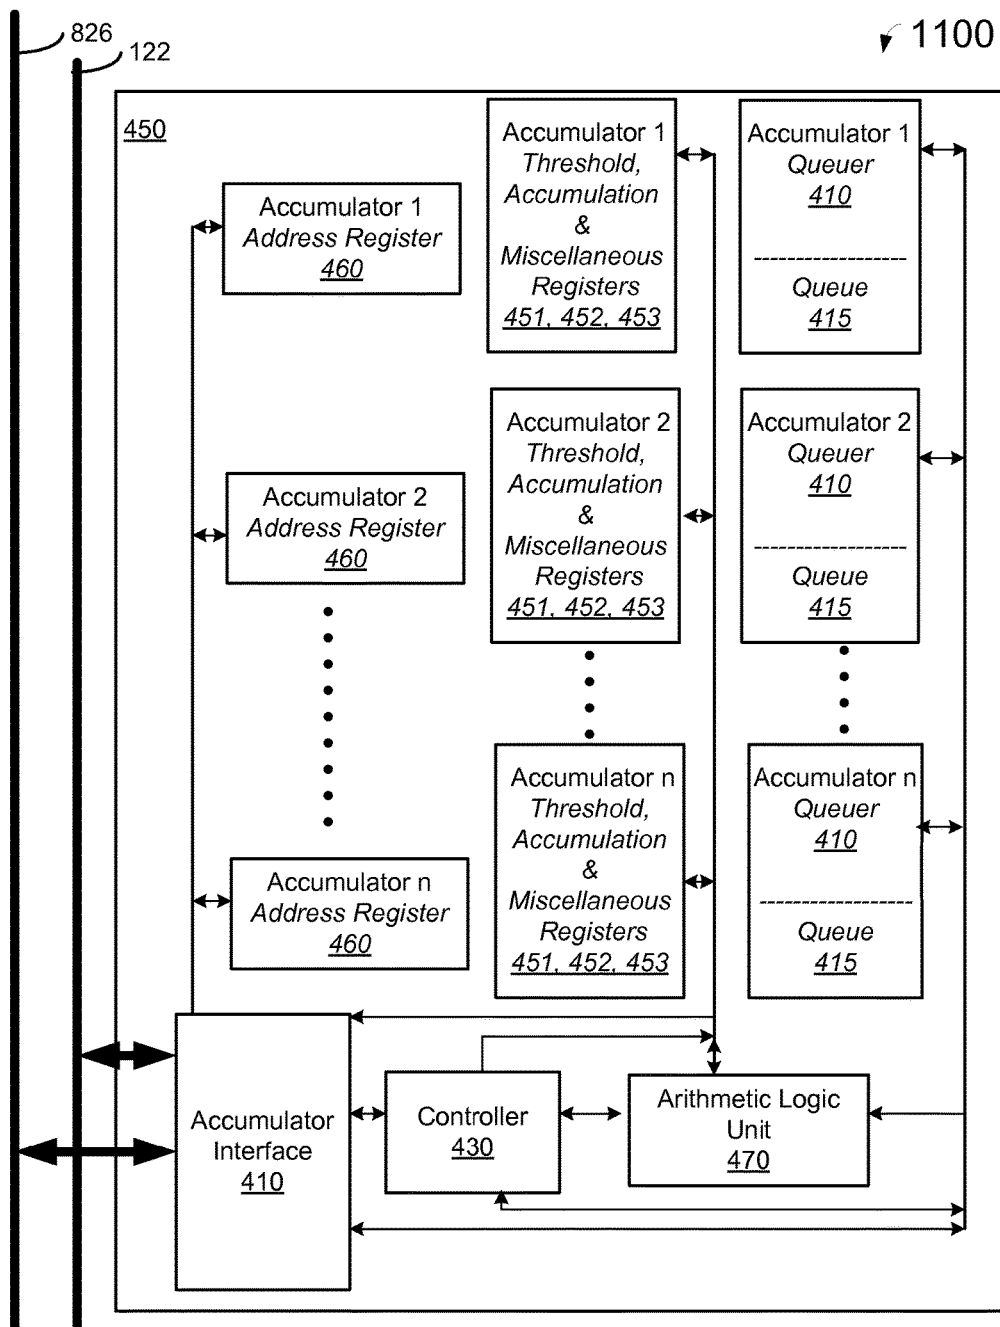 826
122
1100
450
Accumulator 1
Threshold,
Accumulation
&
Miscellaneous
Registers
451, 452, 453
Accumulator 1
Queuer
410
Queue
415
Accumulator 1
Address Register
460
Accumulator 2
Threshold,
Accumulation
&
Miscellaneous
Registers
451, 452, 453
Accumulator 2
Queuer
410
Queue
415
Accumulator 2
Address Register
460
Accumulator n
Threshold,
Accumulation
&
Miscellaneous
Registers
451, 452, 453
Accumulator n
Queuer
410
Queue
415
Accumulator n
Address Register
460
Accumulator
Interface
410
Controller
430
Arithmetic Logic
Unit
470